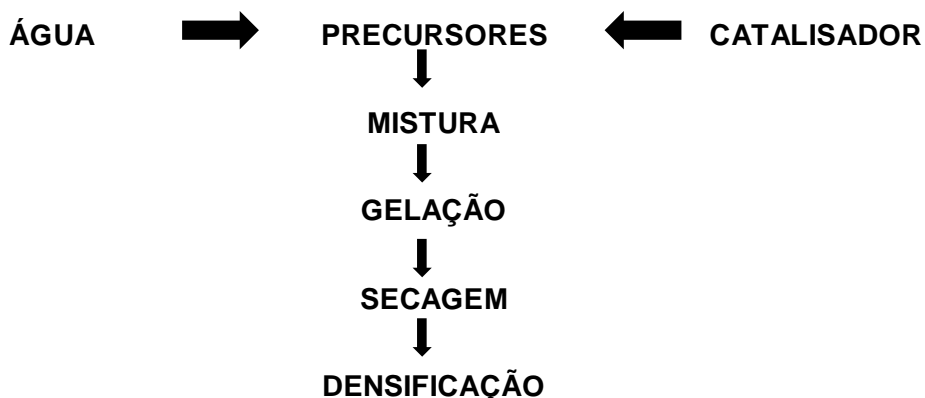 ÁGUA PRECURSORES CATALISADOR
MISTURA
GELAÇÃO
SECAGEM
DENSIFICAÇÃO